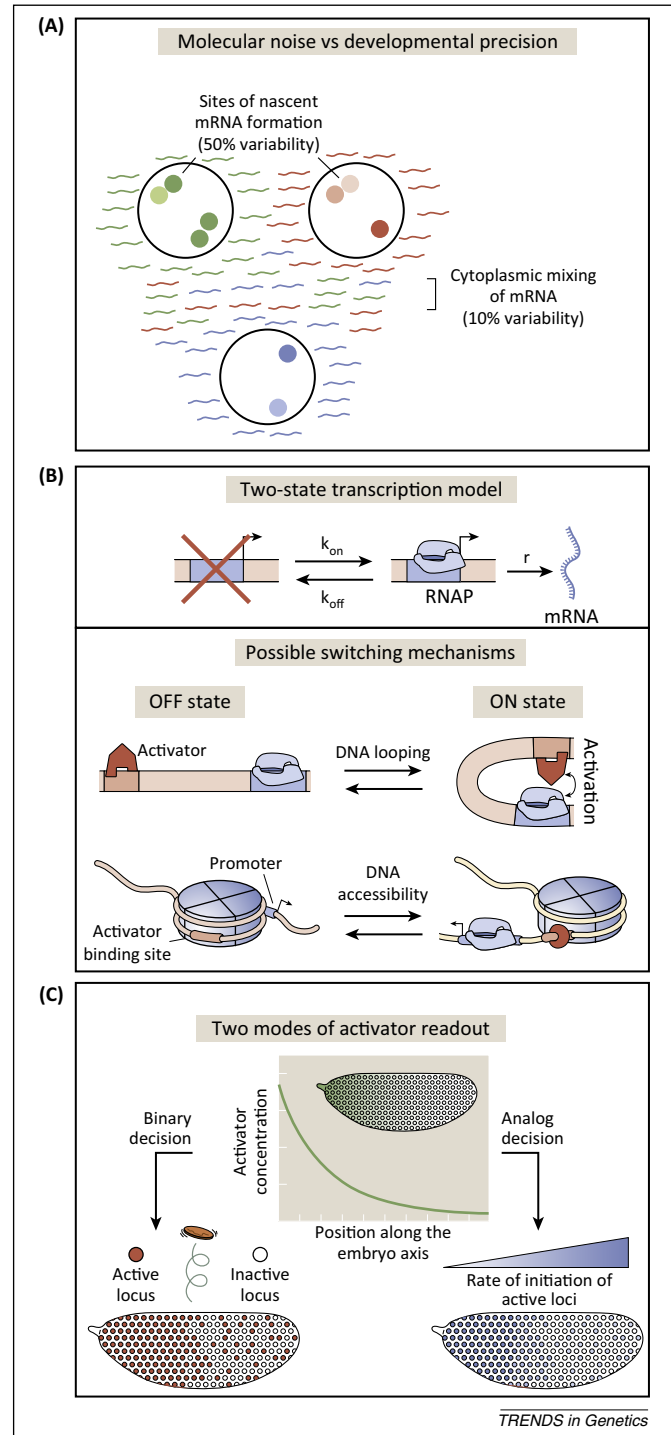 (A)
Molecular noise vs developmental precision
Sites of nascent
mRNA formation
(50% variability)
Cytoplasmic mixing
of mRNA
(10% variability)
(B)
Two-state transcription model
kon
koff
RNAP
r
mRNA
Possible switching mechanisms
OFF state
ON state
Activator
DNA looping
Activation
Promoter
DNA
accessibility
Activator
binding site
(C)
Two modes of activator readout
Binary
decision
Activator
concentration
Analog
decision
Position along the
embryo axis
Active
locus
Inactive
locus
Rate of initiation of
active loci
TRENDS in Genetics